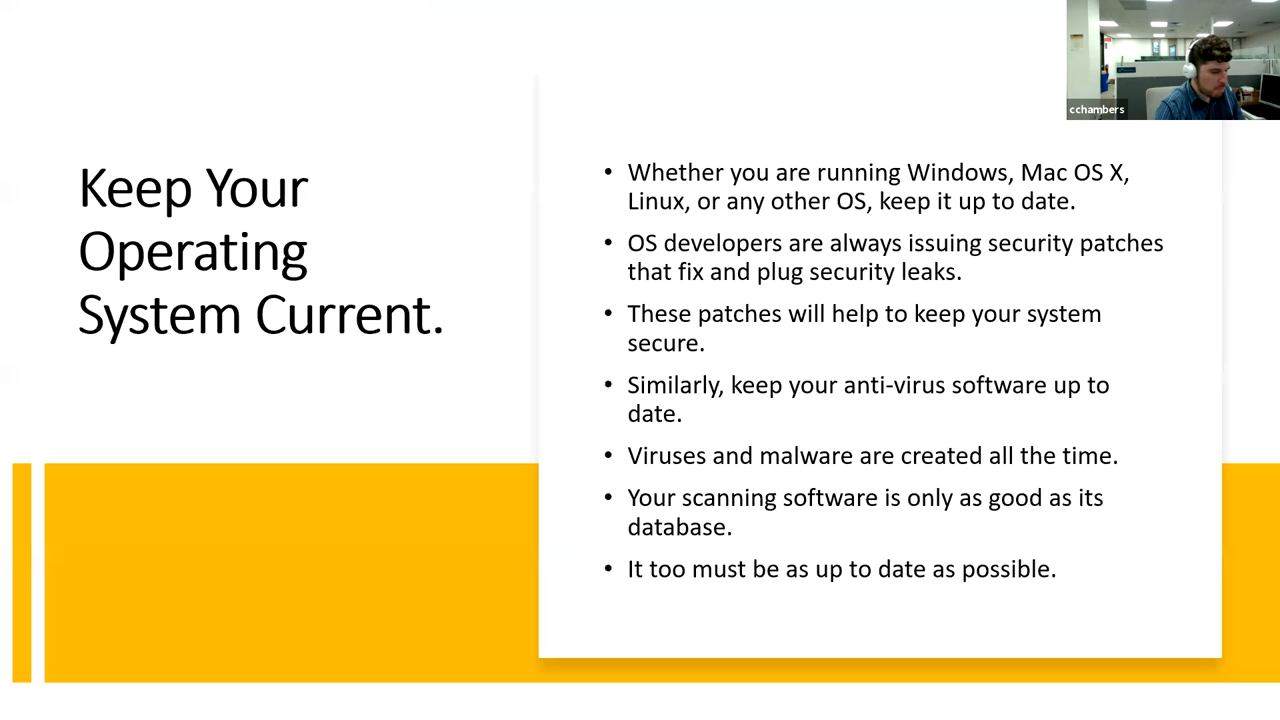 Keep Your
Operating
System Current.
• Whether you are running Windows, Mac OS X,
Linux, or any other OS, keep it up to date.
• OS developers are always issuing security patches
that fix and plug security leaks.
• These patches will help to keep your system
secure.
• Similarly, keep your anti-virus software up to
date.
• Viruses and malware are created all the time.
• Your scanning software is only as good as its
database.
• It too must be as up to date as possible.
cchambers